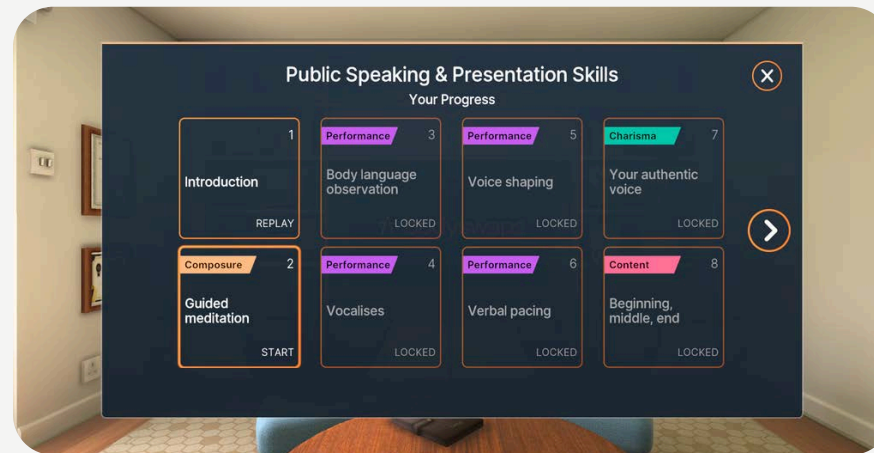 Public Speaking & Presentation Skills
Your Progress
1
Introduction
REPLAY
Performance 3
Body language
observation
LOCKED
Performance 5
Voice shaping
LOCKED
Charisma 7
Your authentic
voice
LOCKED
Composure 2
Guided
meditation
START
Performance 4
Vocalises
LOCKED
Performance 6
Verbal pacing
LOCKED
Content 8
Beginning,
middle, end
LOCKED